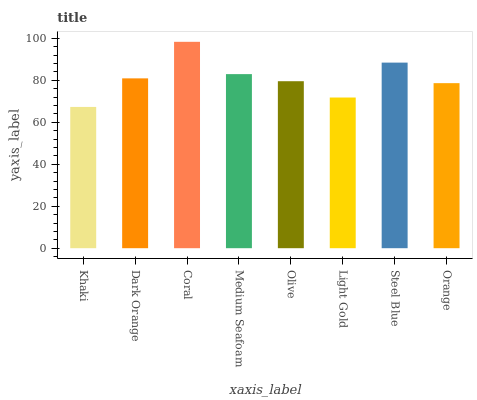 title
yaxis_label
100
80
60
40
20
0
Khaki
Dark Orange
Coral
Medium Seafoam
Olive
Light Gold
Steel Blue
Orange
xaxis_label